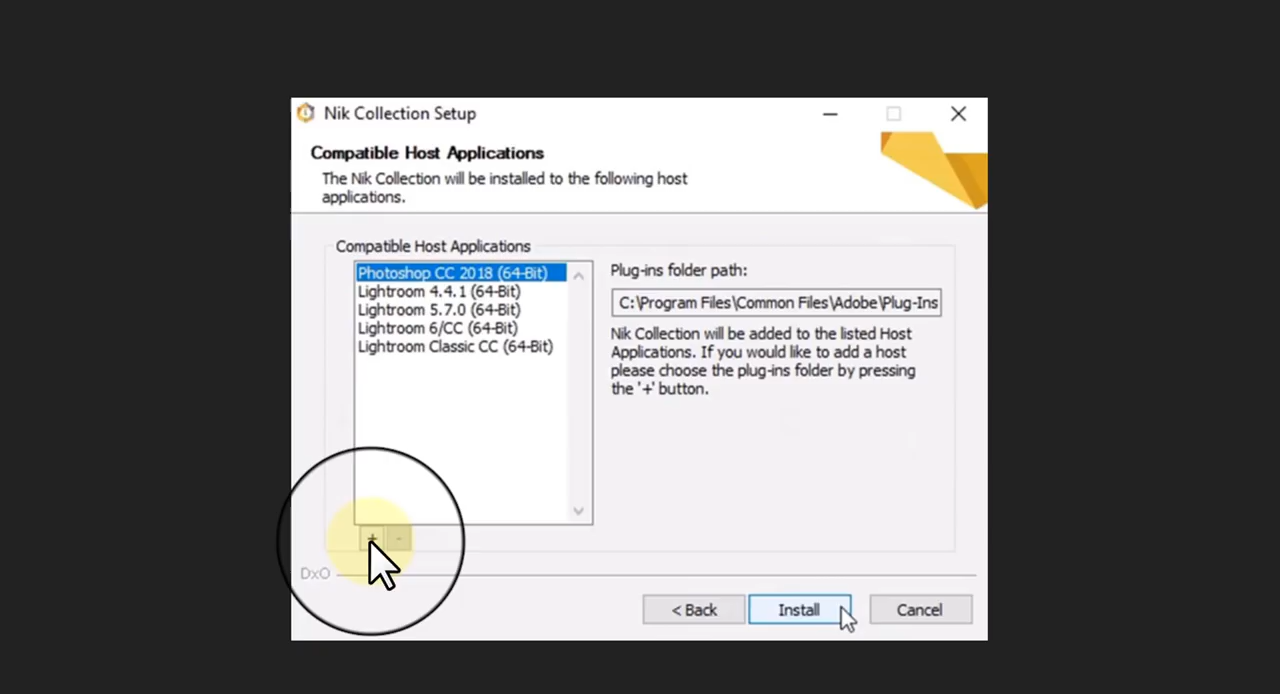 Nik Collection Setup
Compatible Host Applications
The Nik Collection will be installed to the following host
applications.
Compatible Host Applications
Photoshop CC 2018 (64-Bit)
Lightroom 4.4.1 (64-Bit)
Lightroom 5.7.0 (64-Bit)
Lightroom 6/CC (64-Bit)
Lightroom Classic CC (64-Bit)
+ -
Plug-ins folder path:
C:\Program Files\Common Files\Adobe\Plug-Ins
Nik Collection will be added to the listed Host
Applications. If you would like to add a host
please choose the plug-ins folder by pressing
the '+' button.
DxO
< Back Install Cancel